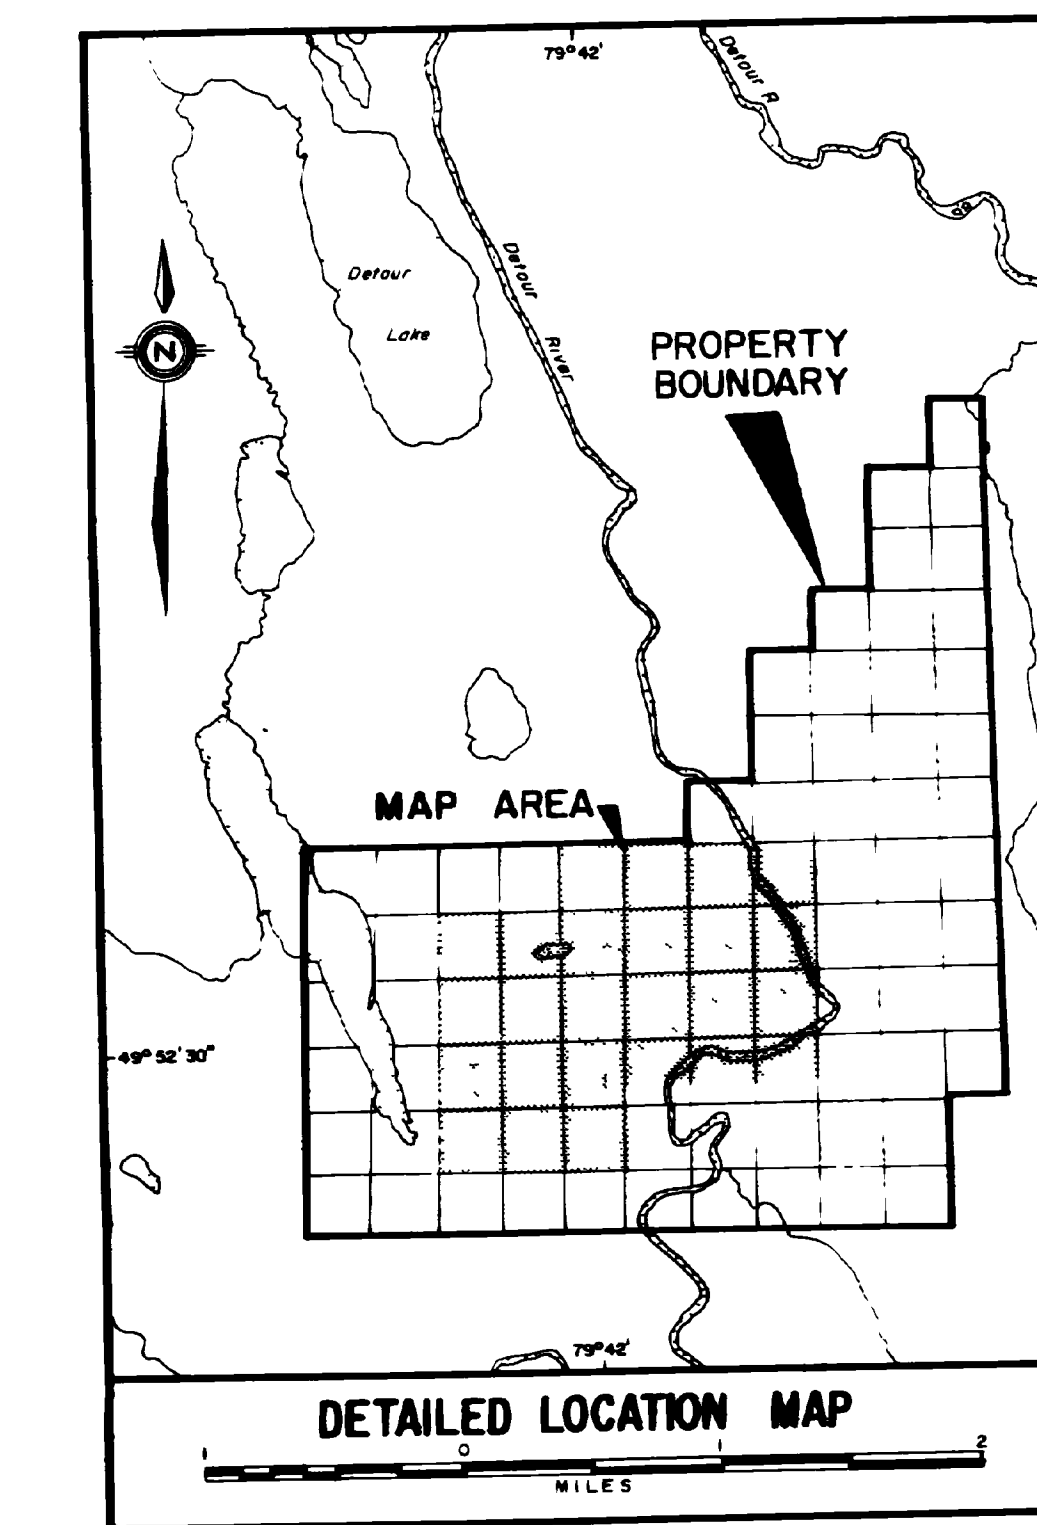 79° 42'
Detour R
Detour
Lake
Detour
River
N
PROPERTY
BOUNDARY
MAP AREA
49° 52' 30"
79° 42'
DETAILED LOCATION MAP
1 0 1 2
MILES